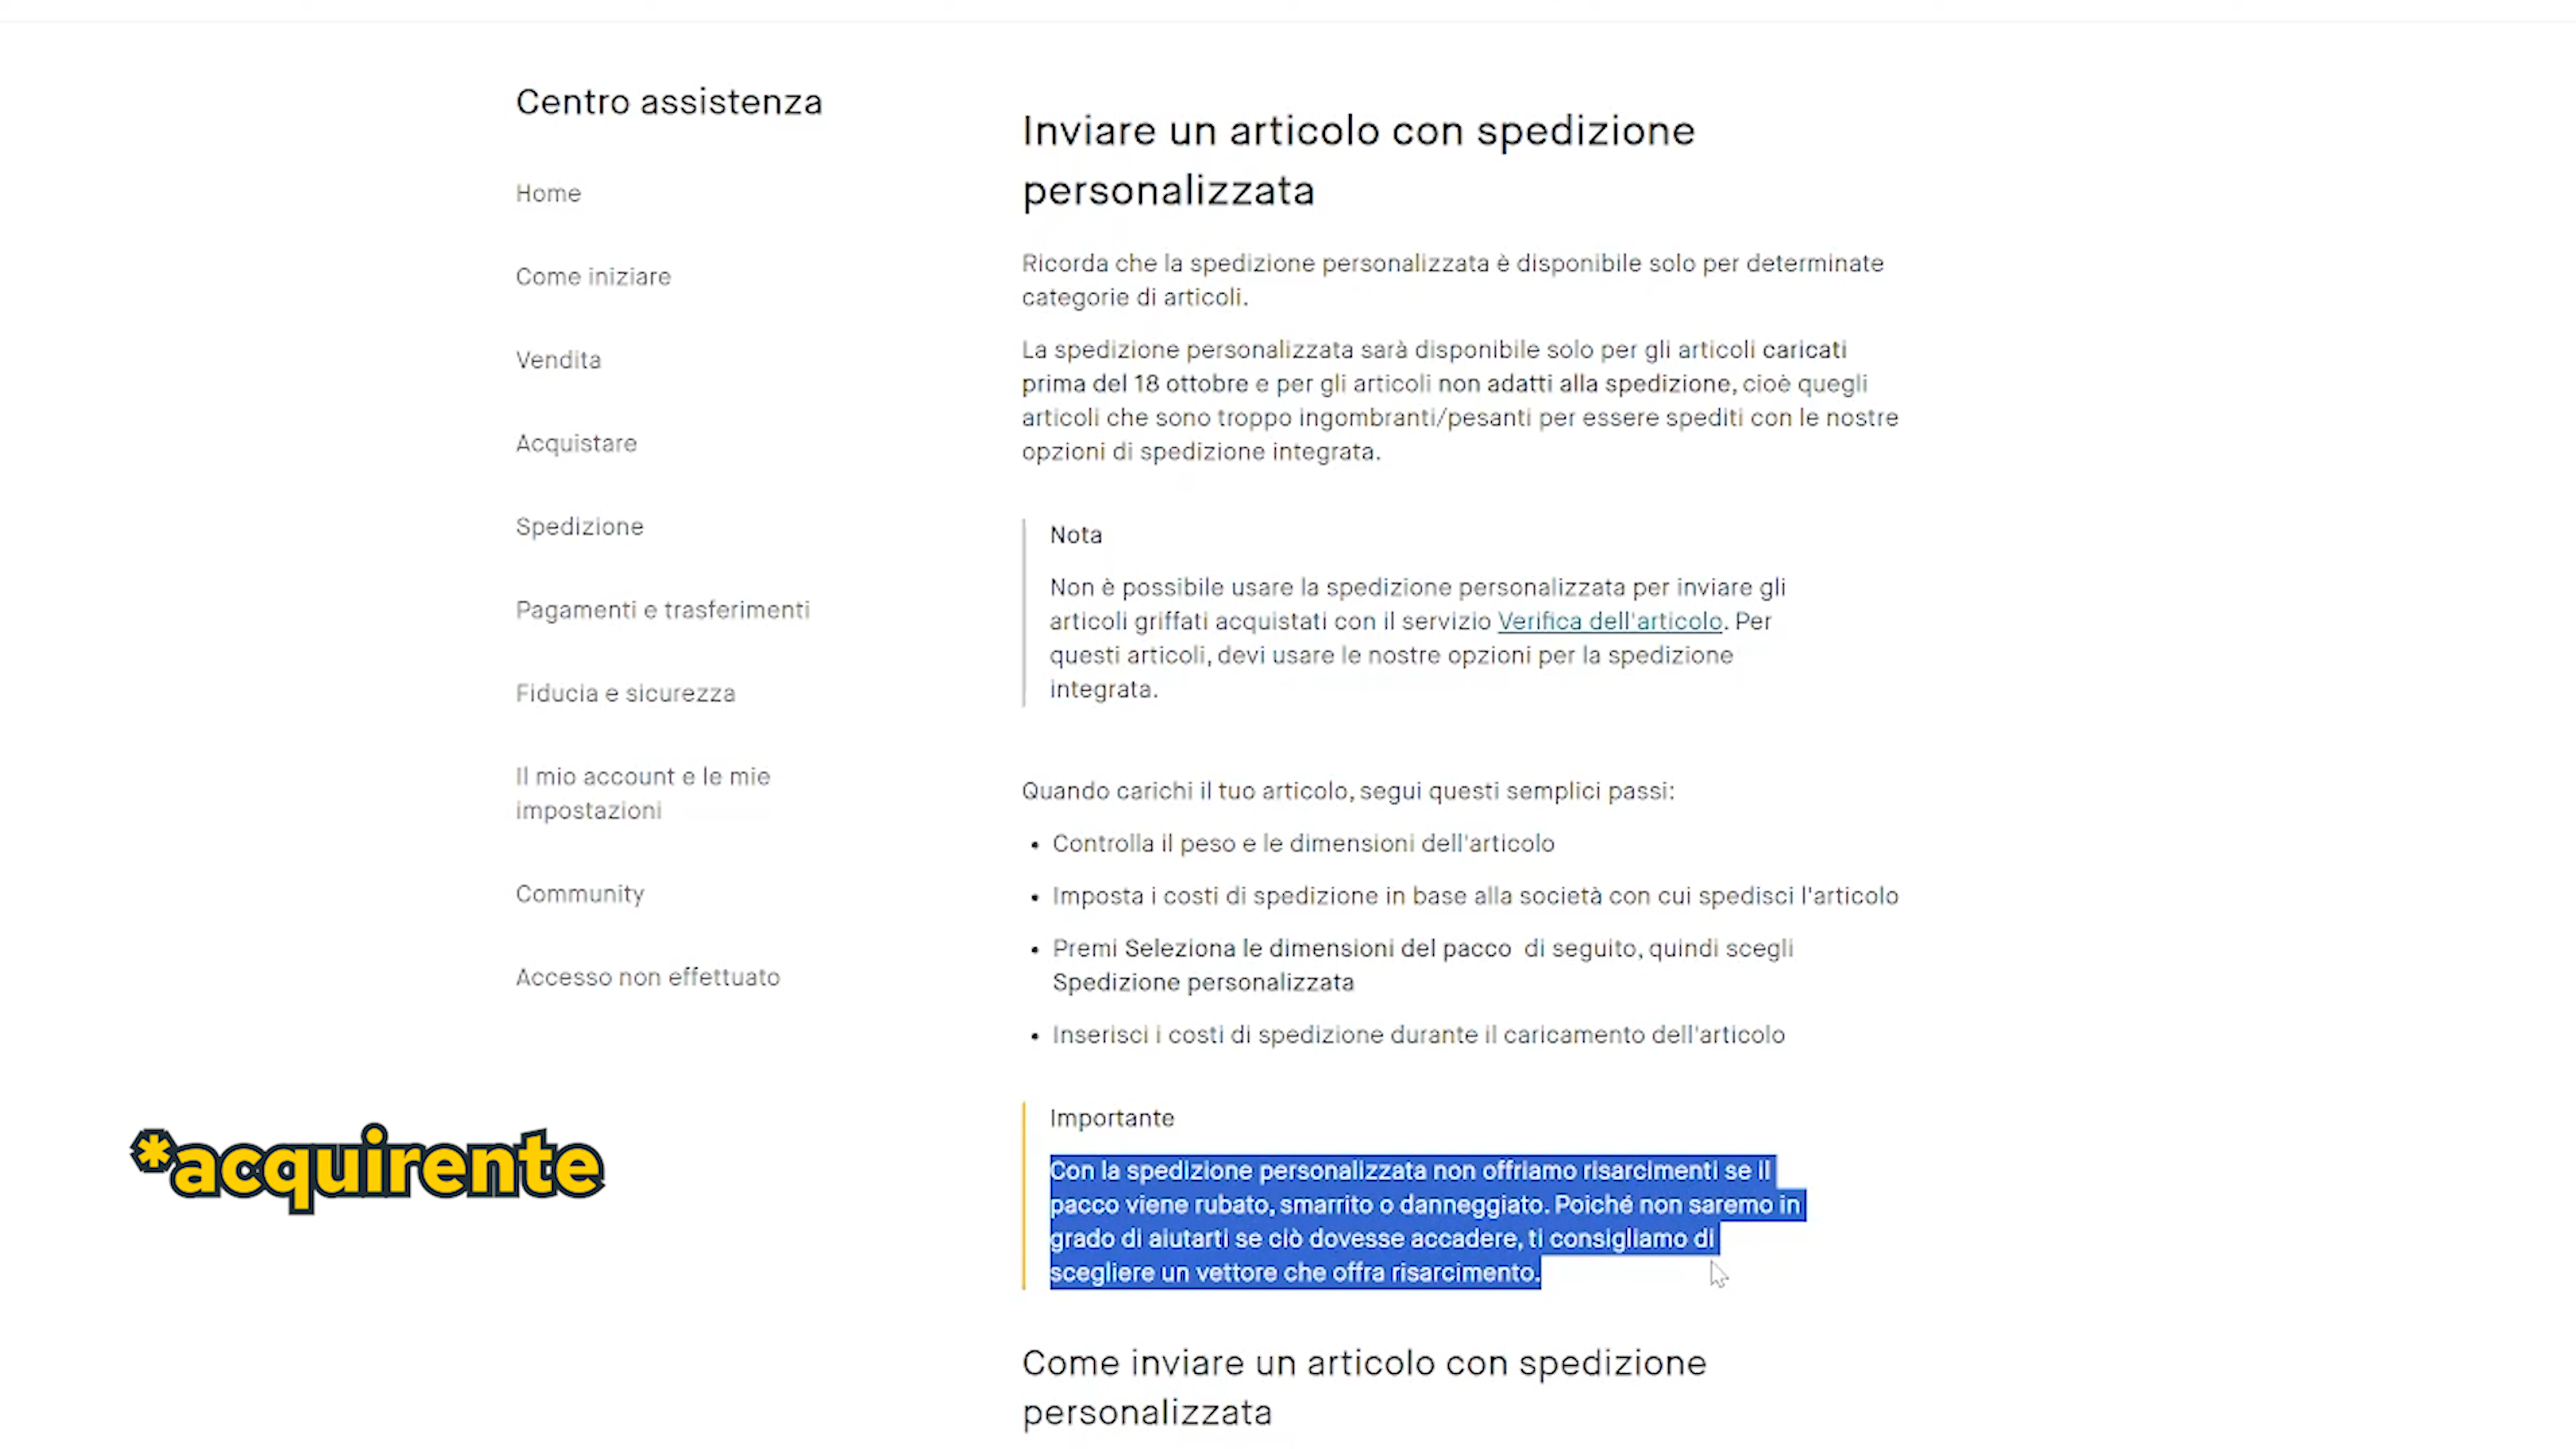 Centro assistenza
Home
Come iniziare
Vendita
Acquistare
Spedizione
Pagamenti e trasferimenti
Fiducia e sicurezza
Il mio account e le mie
impostazioni
Community
Accesso non effettuato
*acquirente
Inviare un articolo con spedizione
personalizzata
Ricorda che la spedizione personalizzata è disponibile solo per determinate
categorie di articoli.
La spedizione personalizzata sarà disponibile solo per gli articoli caricati
prima del 18 ottobre e per gli articoli non adatti alla spedizione, cioè quegli
articoli che sono troppo ingombranti/pesanti per essere spediti con le nostre
opzioni di spedizione integrata.
Nota
Non è possibile usare la spedizione personalizzata per inviare gli
articoli griffati acquistati con il servizio Verifica dell'articolo. Per
questi articoli, devi usare le nostre opzioni per la spedizione
integrata.
Quando carichi il tuo articolo, segui questi semplici passi:
• Controlla il peso e le dimensioni dell'articolo
• Imposta i costi di spedizione in base alla società con cui spedisci l'articolo
• Premi Seleziona le dimensioni del pacco di seguito, quindi scegli
Spedizione personalizzata
• Inserisci i costi di spedizione durante il caricamento dell'articolo
Importante
Con la spedizione personalizzata non offriamo risarcimenti se il
pacco viene rubato, smarrito o danneggiato. Poiché non saremo in
grado di aiutarti se ciò dovesse accadere, ti consigliamo di
scegliere un vettore che offra risarcimento.
Come inviare un articolo con spedizione
personalizzata